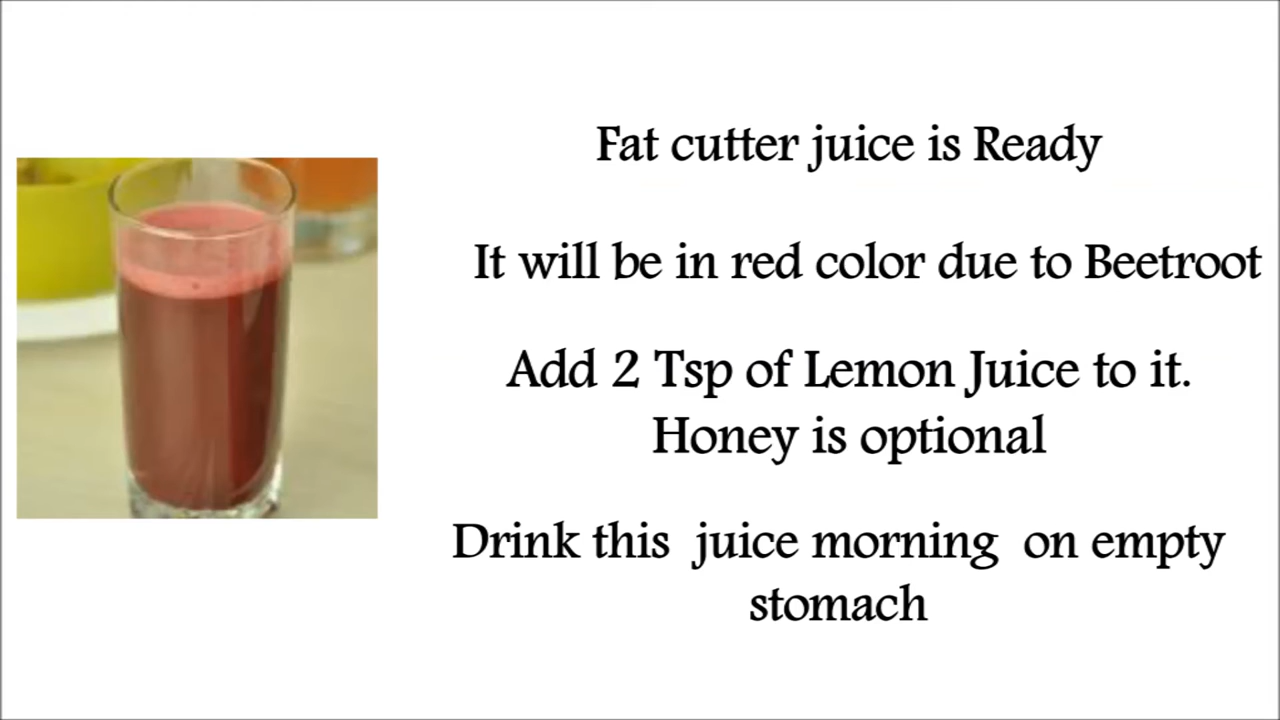 Fat cutter juice is Ready
It will be in red color due to Beetroot
Add 2 Tsp of Lemon Juice to it.
Honey is optional
Drink this juice morning on empty
stomach